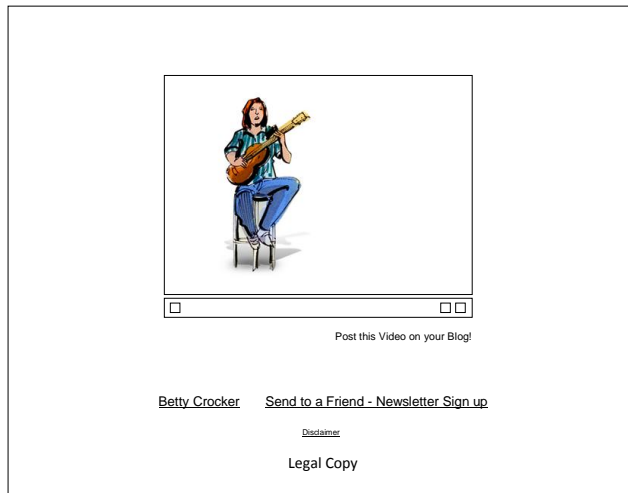 Post this Video on your Blog!
Betty Crocker Send to a Friend - Newsletter Sign up
Disclaimer
Legal Copy